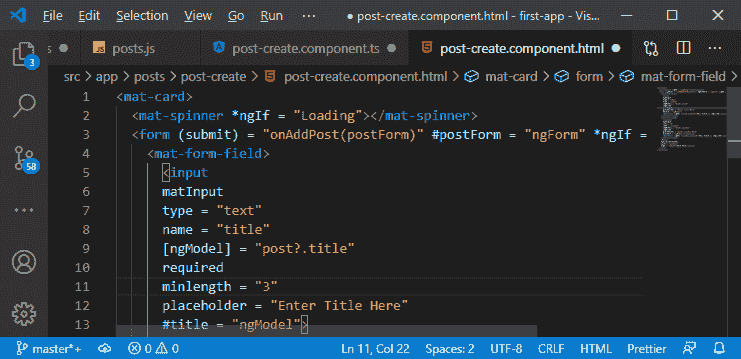 File Edit Selection View Go Run ··· ● post-create.component.html - first-app - Vis...
s ● JS posts.js post-create.component.ts ● post-create.component.html ● ···
src > app > posts > post-create > post-create.component.html > mat-card > form > mat-form-field >
1 <mat-card>
2 <mat-spinner *ngIf = "Loading"></mat-spinner>
3 <form (submit) = "onAddPost(postForm)" #postForm = "ngForm" *ngIf =
4 <mat-form-field>
5 <input
6 matInput
7 type = "text"
8 name = "title"
9 [ngModel] = "post?.title"
10 required
11 minlength = "3"
12 placeholder = "Enter Title Here"
13 #title = "ngModel">
3
58
master*+ 0 0 Ln 11, Col 22 Spaces: 2 UTF-8 CRLF HTML Prettier